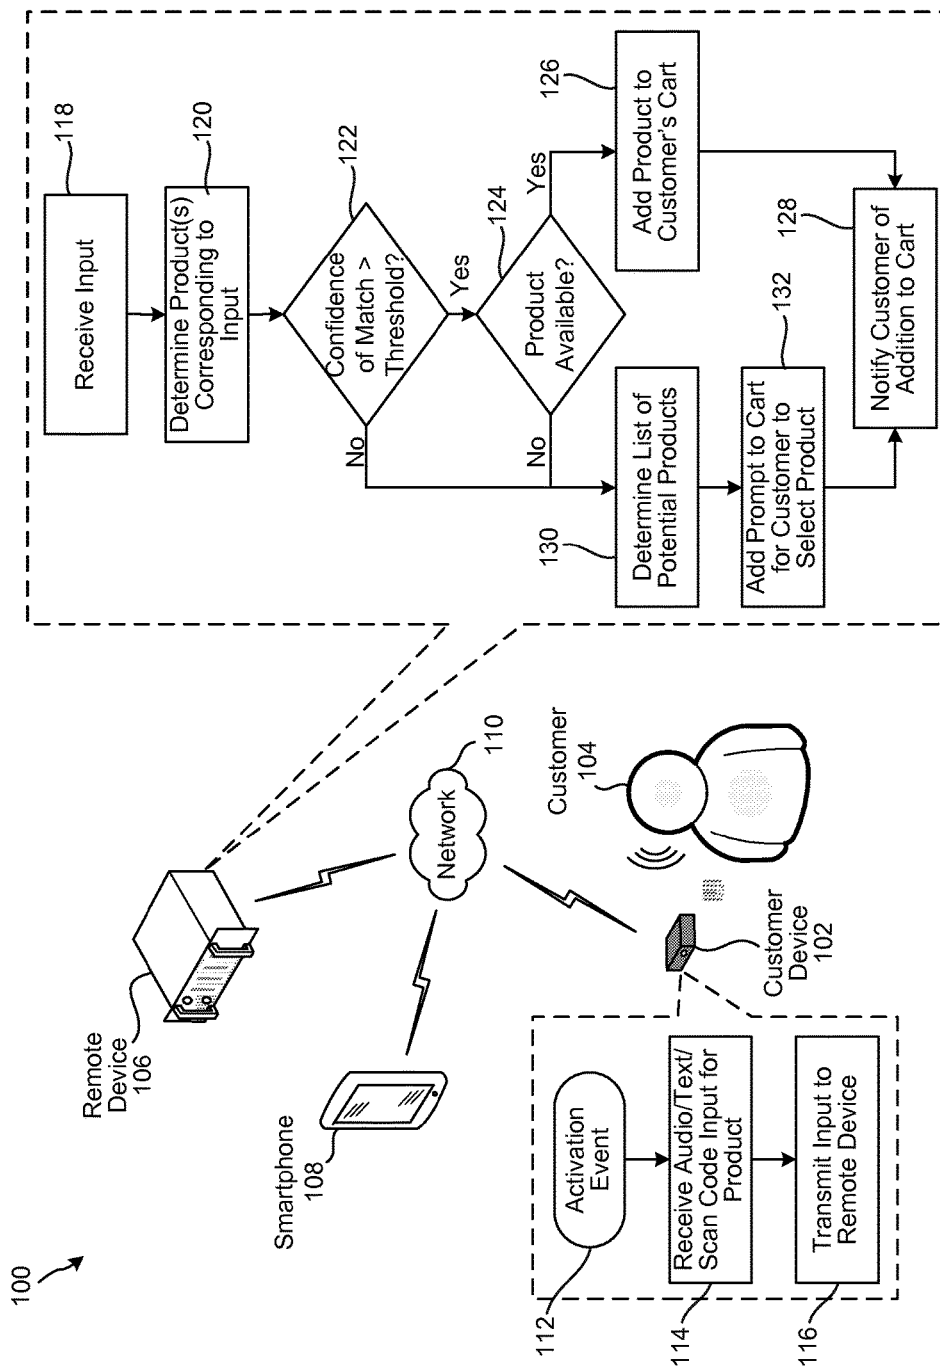 100
Remote
Device
106
Smartphone
108
Network
110
Customer
104
Customer
Device
102
112
Activation
Event
114
Receive Audio/Text/
Scan Code Input for
Product
116
Transmit Input to
Remote Device
118
Receive Input
120
Determine Product(s)
Corresponding to
Input
122
Confidence
of Match >
Threshold?
No
Yes
124
Product
Available?
No
Yes
126
Add Product to
Customer's Cart
130
Determine List of
Potential Products
132
Add Prompt to Cart
for Customer to
Select Product
128
Notify Customer of
Addition to Cart